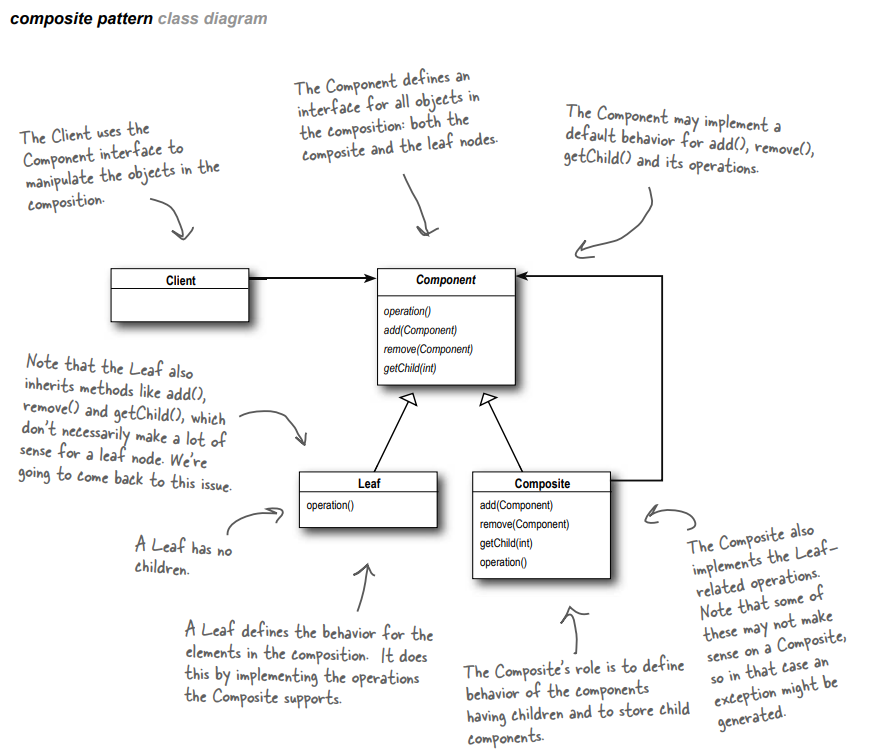 composite pattern class diagram
The Client uses the
Component interface to
manipulate the objects in the
composition.
The Component defines an
interface for all objects in
the composition: both the
composite and the leaf nodes.
The Component may implement a
default behavior for add(), remove(),
getChild() and its operations.
Client
Component
operation()
add(Component)
remove(Component)
getChild(int)
Note that the Leaf also
inherits methods like add(),
remove() and getChild(), which
don't necessarily make a lot of
sense for a leaf node. We're
going to come back to this issue.
Leaf
operation()
Composite
add(Component)
remove(Component)
getChild(int)
operation()
A Leaf has no
children.
A Leaf defines the behavior for the
elements in the composition. It does
this by implementing the operations
the Composite supports.
The Composite's role is to define
behavior of the components
having children and to store child
components.
The Composite also
implements the Leaf-
related operations.
Note that some of
these may not make
sense on a Composite,
so in that case an
exception might be
generated.